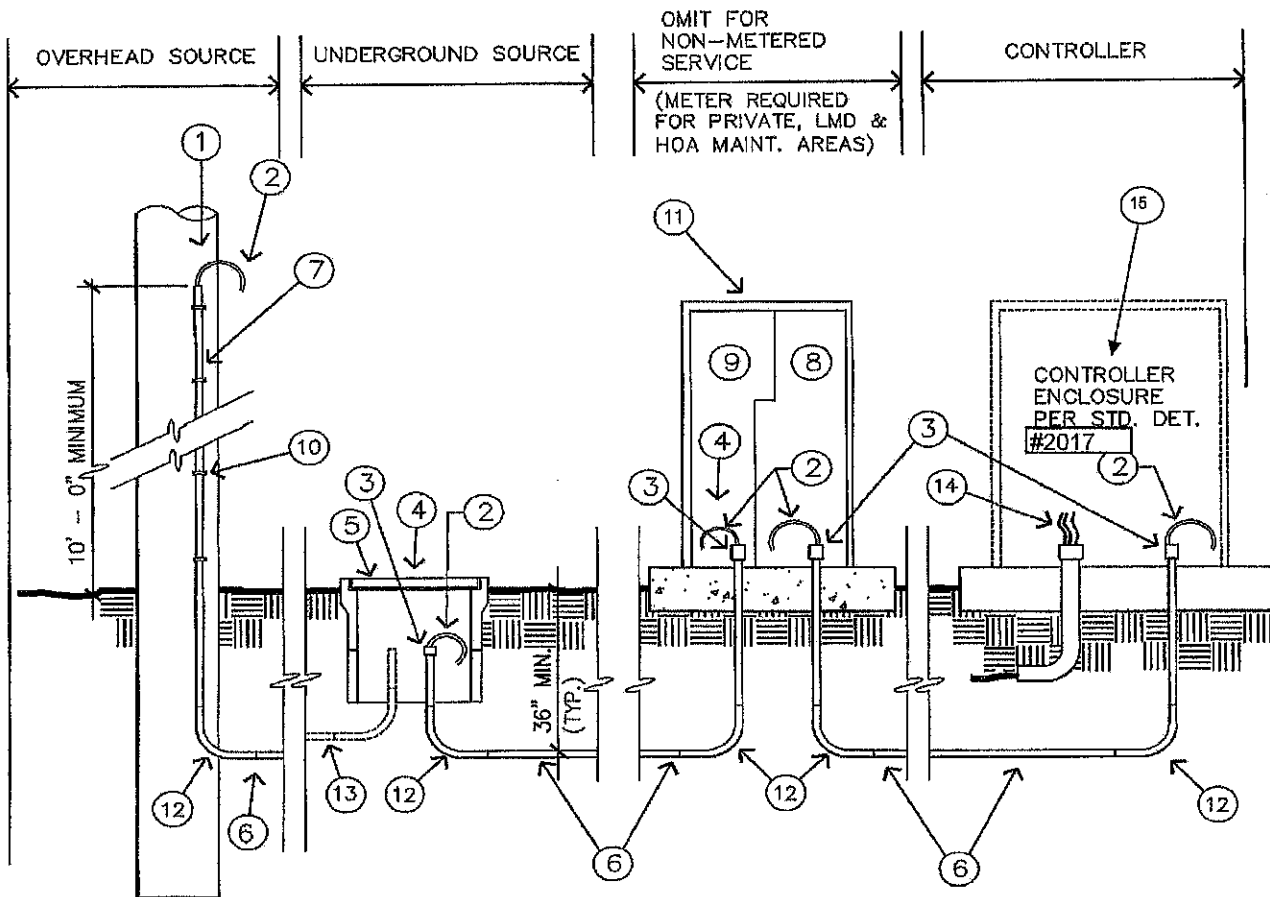 OVERHEAD SOURCE
UNDERGROUND SOURCE
OMIT FOR
NON-METERED
SERVICE
(METER REQUIRED
FOR PRIVATE, LMD &
HOA MAINT. AREAS)
CONTROLLER
1
2
7
10
10' - 0" MINIMUM
3
4
5
2
3
12
6
13
12
36" MIN.
(TYP.)
6
11
9
8
4
2
3
3
12
15
CONTROLLER
ENCLOSURE
PER STD. DET.
#2017
2
14
6
12